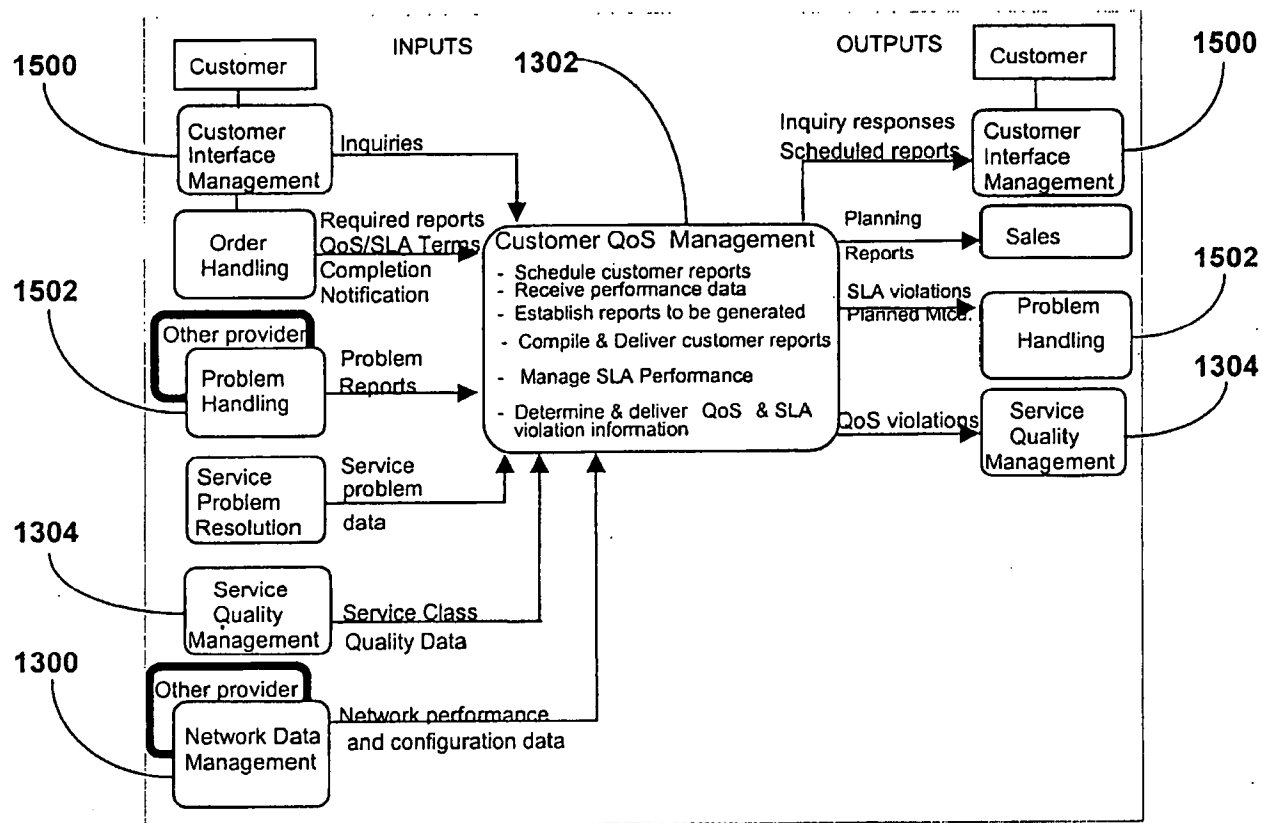 INPUTS
OUTPUTS
1500
Customer
1302
Customer
1500
Customer
Interface
Management
Inquiries
Inquiry responses
Scheduled reports
Customer
Interface
Management
Order
Handling
Required reports
QoS/SLA Terms
Completion
Notification
Customer QoS Management
- Schedule customer reports
- Receive performance data
- Establish reports to be generated
- Compile & Deliver customer reports
- Manage SLA Performance
- Determine & deliver QoS & SLA
violation information
Planning
Reports
Sales
1502
Other provider
Problem
Handling
Problem
Reports
SLA violations
Planned Mtce.
Problem
Handling
1502
Service
Problem
Resolution
Service
problem
data
QoS violations
Service
Quality
Management
1304
1304
Service
Quality
Management
Service Class
Quality Data
1300
Other provider
Network Data
Management
Network performance
and configuration data